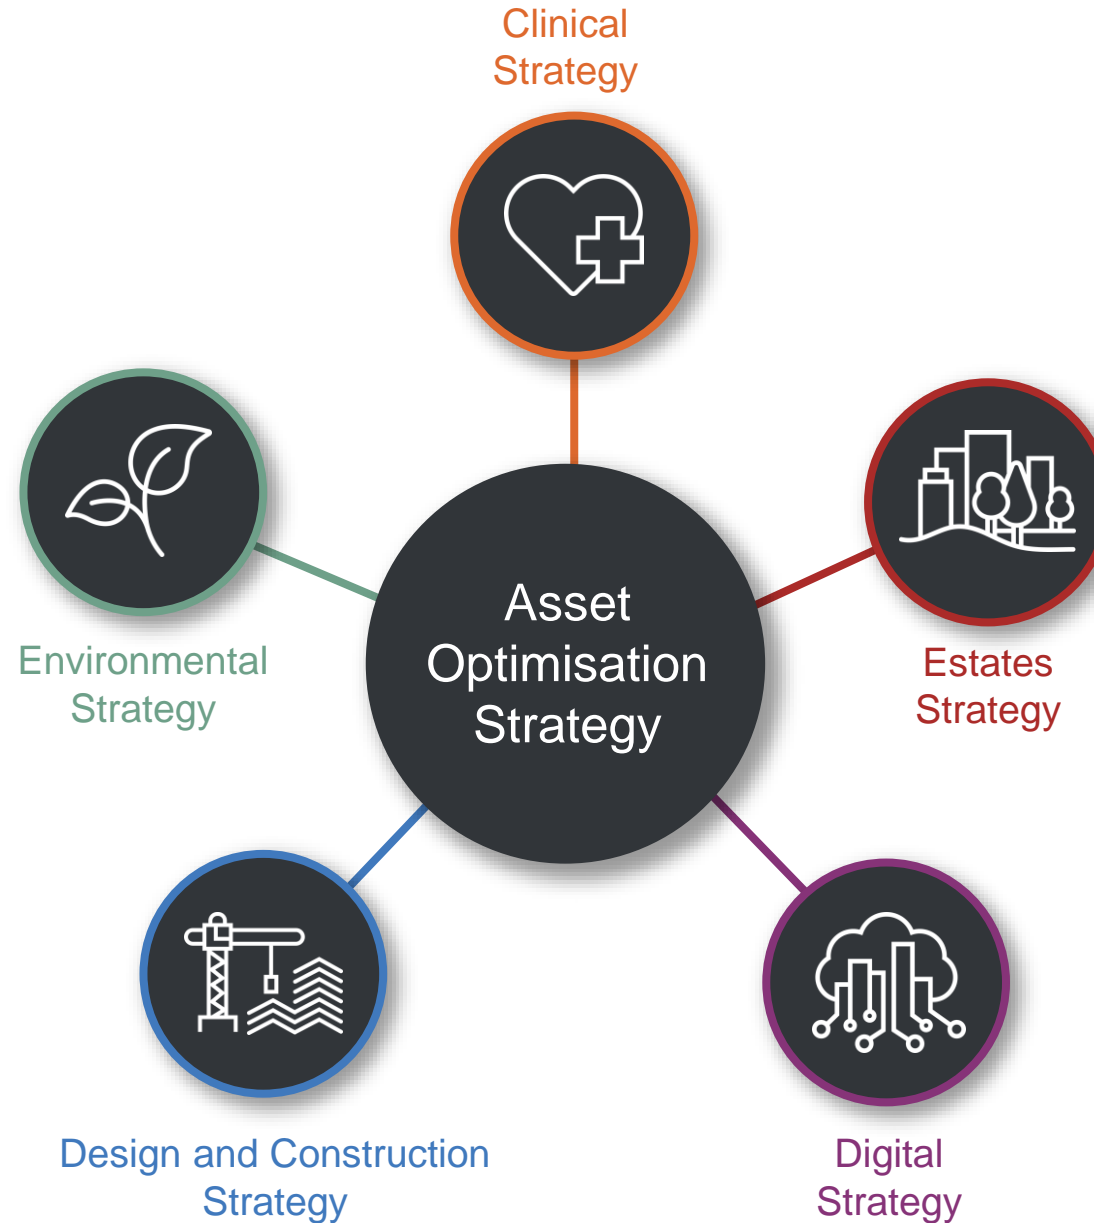 Clinical
Strategy
Environmental
Strategy
Asset
Optimisation
Strategy
Estates
Strategy
Design and Construction
Strategy
Digital
Strategy